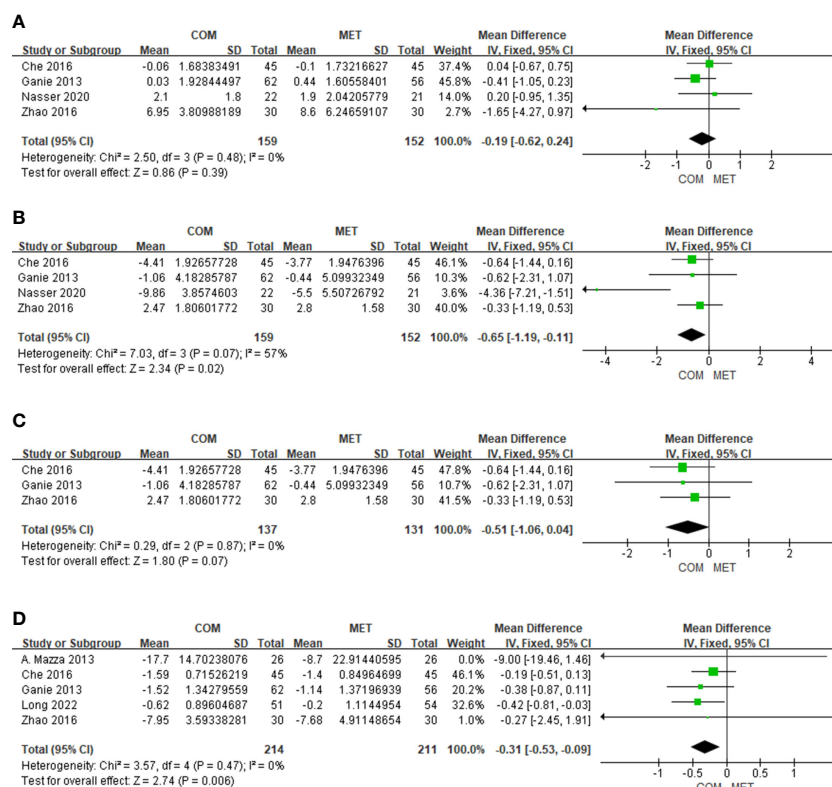 A
COM MET Mean Difference Mean Difference
Study or Subgroup Mean SD Total Mean SD Total Weight IV, Fixed, 95% CI IV, Fixed, 95% CI
Che 2016 -0.06 1.68383491 45 -0.1 1.73216627 45 37.4% 0.04 [-0.67, 0.75]
Ganie 2013 0.03 1.92844497 62 0.44 1.60558401 56 45.8% -0.41 [-1.05, 0.23]
Nasser 2020 2.1 1.8 22 1.9 2.04205779 21 14.0% 0.20 [-0.95, 1.35]
Zhao 2016 6.95 3.80988189 30 8.6 6.24659107 30 2.7% -1.65 [-4.27, 0.97]
Total (95% CI) 159 152 100.0% -0.19 [-0.62, 0.24]
Heterogeneity: Chi² = 2.50, df = 3 (P = 0.48); I² = 0%
Test for overall effect: Z = 0.86 (P = 0.39)
-2 -1 0 1 2
COM MET
B
COM MET Mean Difference Mean Difference
Study or Subgroup Mean SD Total Mean SD Total Weight IV, Fixed, 95% CI IV, Fixed, 95% CI
Che 2016 -4.41 1.92657728 45 -3.77 1.9476396 45 46.1% -0.64 [-1.44, 0.16]
Ganie 2013 -1.06 4.18285787 62 -0.44 5.09932349 56 10.3% -0.62 [-2.31, 1.07]
Nasser 2020 -9.86 3.8574603 22 -5.5 5.50726792 21 3.6% -4.36 [-7.21, -1.51]
Zhao 2016 2.47 1.80601772 30 2.8 1.58 30 40.0% -0.33 [-1.19, 0.53]
Total (95% CI) 159 152 100.0% -0.65 [-1.19, -0.11]
Heterogeneity: Chi² = 7.03, df = 3 (P = 0.07); I² = 57%
Test for overall effect: Z = 2.34 (P = 0.02)
-4 -2 0 2 4
COM MET
C
COM MET Mean Difference Mean Difference
Study or Subgroup Mean SD Total Mean SD Total Weight IV, Fixed, 95% CI IV, Fixed, 95% CI
Che 2016 -4.41 1.92657728 45 -3.77 1.9476396 45 47.8% -0.64 [-1.44, 0.16]
Ganie 2013 -1.06 4.18285787 62 -0.44 5.09932349 56 10.7% -0.62 [-2.31, 1.07]
Zhao 2016 2.47 1.80601772 30 2.8 1.58 30 41.5% -0.33 [-1.19, 0.53]
Total (95% CI) 137 131 100.0% -0.51 [-1.06, 0.04]
Heterogeneity: Chi² = 0.29, df = 2 (P = 0.87); I² = 0%
Test for overall effect: Z = 1.80 (P = 0.07)
-2 -1 0 1 2
COM MET
D
COM MET Mean Difference Mean Difference
Study or Subgroup Mean SD Total Mean SD Total Weight IV, Fixed, 95% CI IV, Fixed, 95% CI
A. Mazza 2013 -17.7 14.70238076 26 -8.7 22.91440595 26 0.0% -9.00 [-19.46, 1.46]
Che 2016 -1.59 0.71526219 45 -1.4 0.84964699 45 46.1% -0.19 [-0.51, 0.13]
Ganie 2013 -1.52 1.34279559 62 -1.14 1.37196939 56 20.2% -0.38 [-0.87, 0.11]
Long 2022 -0.62 0.89604687 51 -0.2 1.1144954 54 32.6% -0.42 [-0.81, -0.03]
Zhao 2016 -7.95 3.59338281 30 -7.68 4.91148654 30 1.0% -0.27 [-2.45, 1.91]
Total (95% CI) 214 211 100.0% -0.31 [-0.53, -0.09]
Heterogeneity: Chi² = 3.57, df = 4 (P = 0.47); I² = 0%
Test for overall effect: Z = 2.74 (P = 0.006)
-1 -0.5 0 0.5 1
COM MET